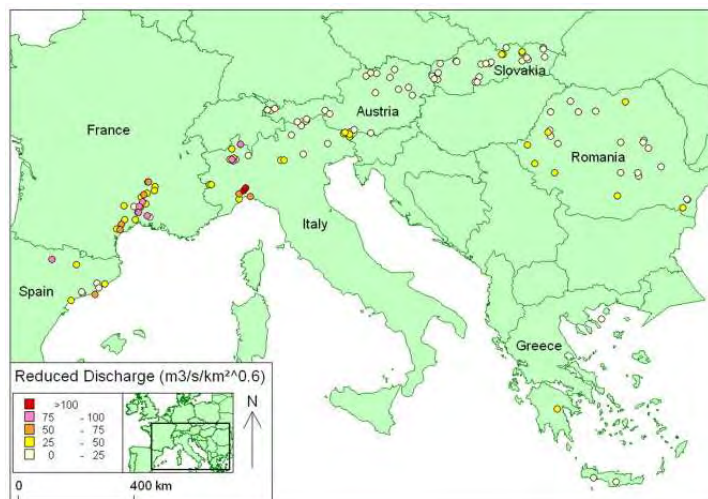 Slovakia
Austria
France
Romania
Italy
Spain
Greece
Reduced Discharge (m3/s/km²^0.6)
>100
75 - 100
50 - 75
25 - 50
0 - 25
N
0 400 km